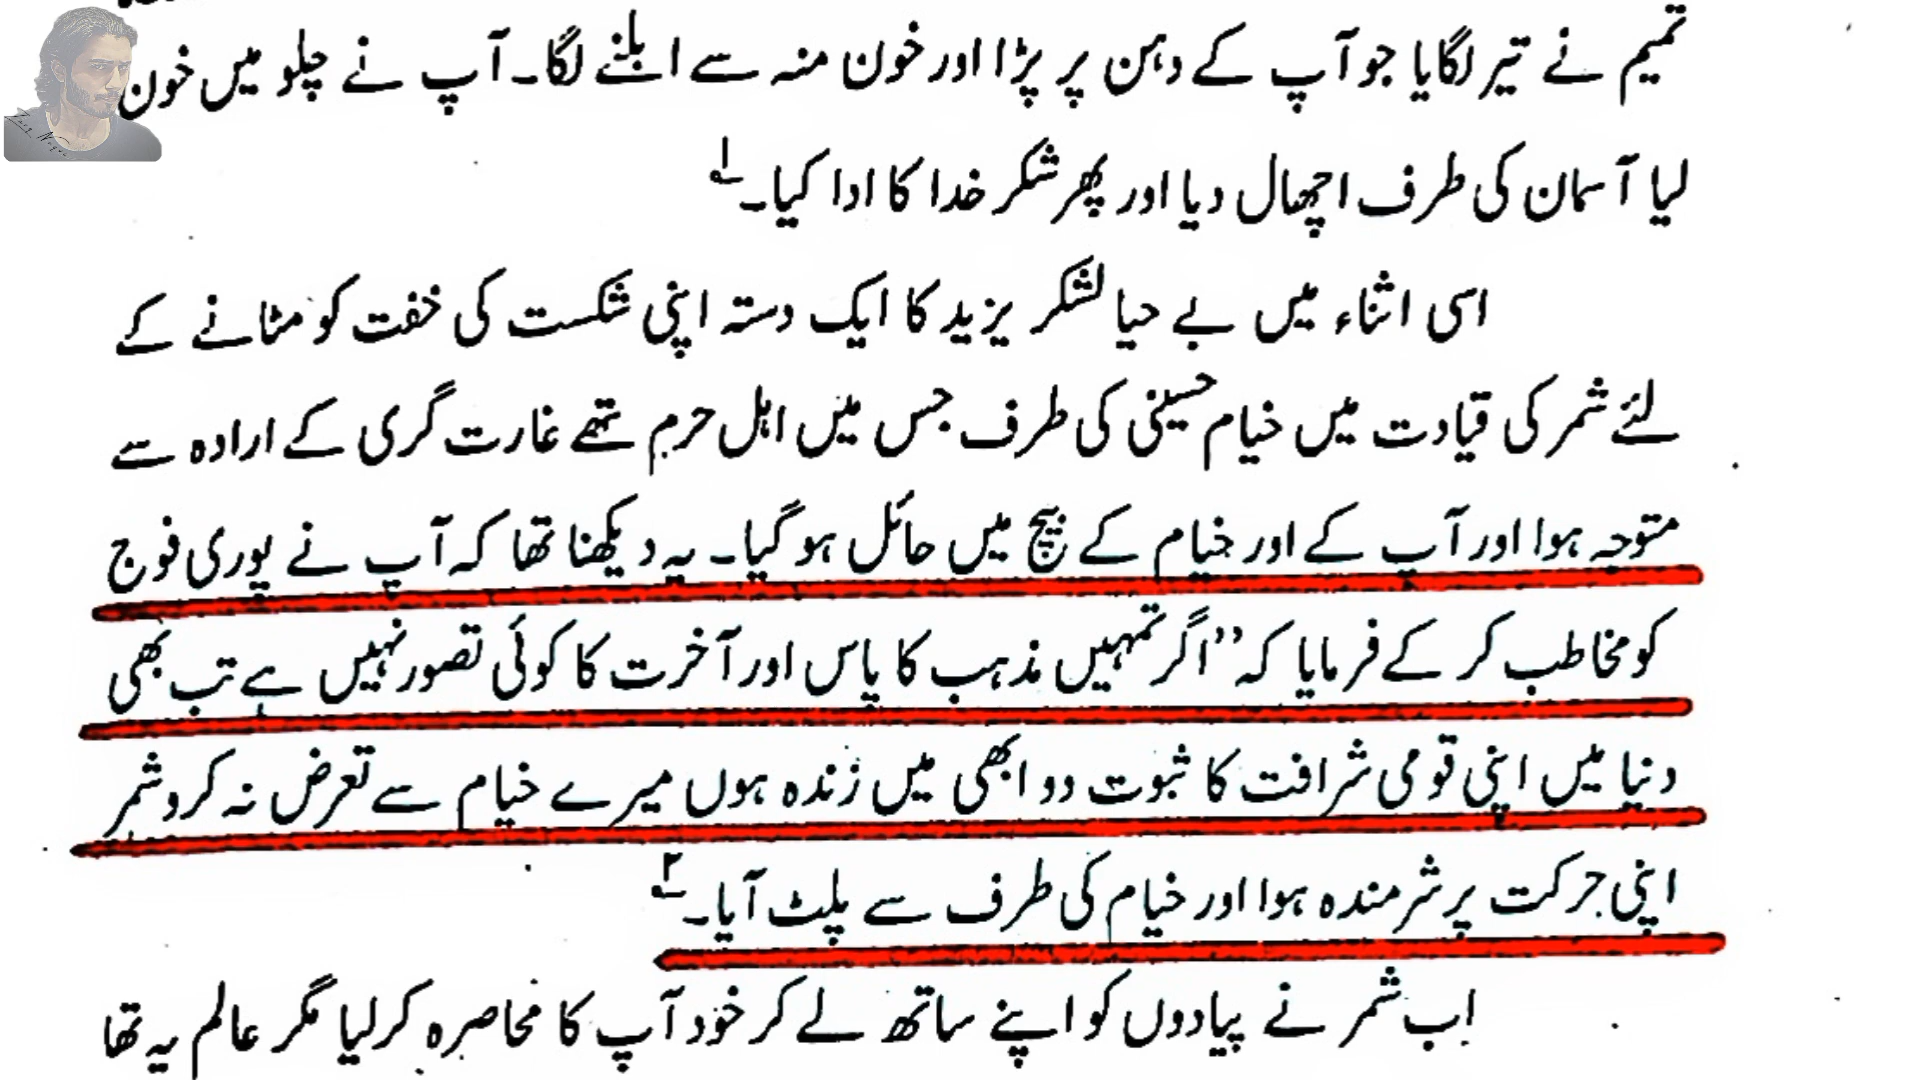 تمیم نے تیر لگایا جو آپ کے دہن پر پڑا اور خون منہ سے ابلنے لگا۔ آپ نے چلو میں خون
لیا آسمان کی طرف اچھال دیا اور پھر شکر خدا کا ادا کیا۔ ۱
اسی اثناء میں بے حیا لشکر یزید کا ایک دستہ اپنی شکست کی خفت کو مٹانے کے
لئے شمر کی قیادت میں خیام حسینی کی طرف جس میں اہل حرم تھے غارت گری کے ارادہ سے
متوجہ ہوا اور آپ کے اور خیام کے بیچ میں حائل ہو گیا۔ یہ دیکھنا تھا کہ آپ نے پوری فوج
کو مخاطب کر کے فرمایا کہ ’’اگر تمہیں مذہب کا پاس اور آخرت کا کوئی تصور نہیں ہے تب بھی
دنیا میں اپنی قومی شرافت کا ثبوت دو ابھی میں زندہ ہوں میرے خیام سے تعرض نہ کرو شمر
اپنی حرکت پر شرمندہ ہوا اور خیام کی طرف سے پلٹ آیا۔ ۲
اب شمر نے پیادوں کو اپنے ساتھ لے کر خود آپ کا محاصرہ کر لیا مگر عالم یہ تھا